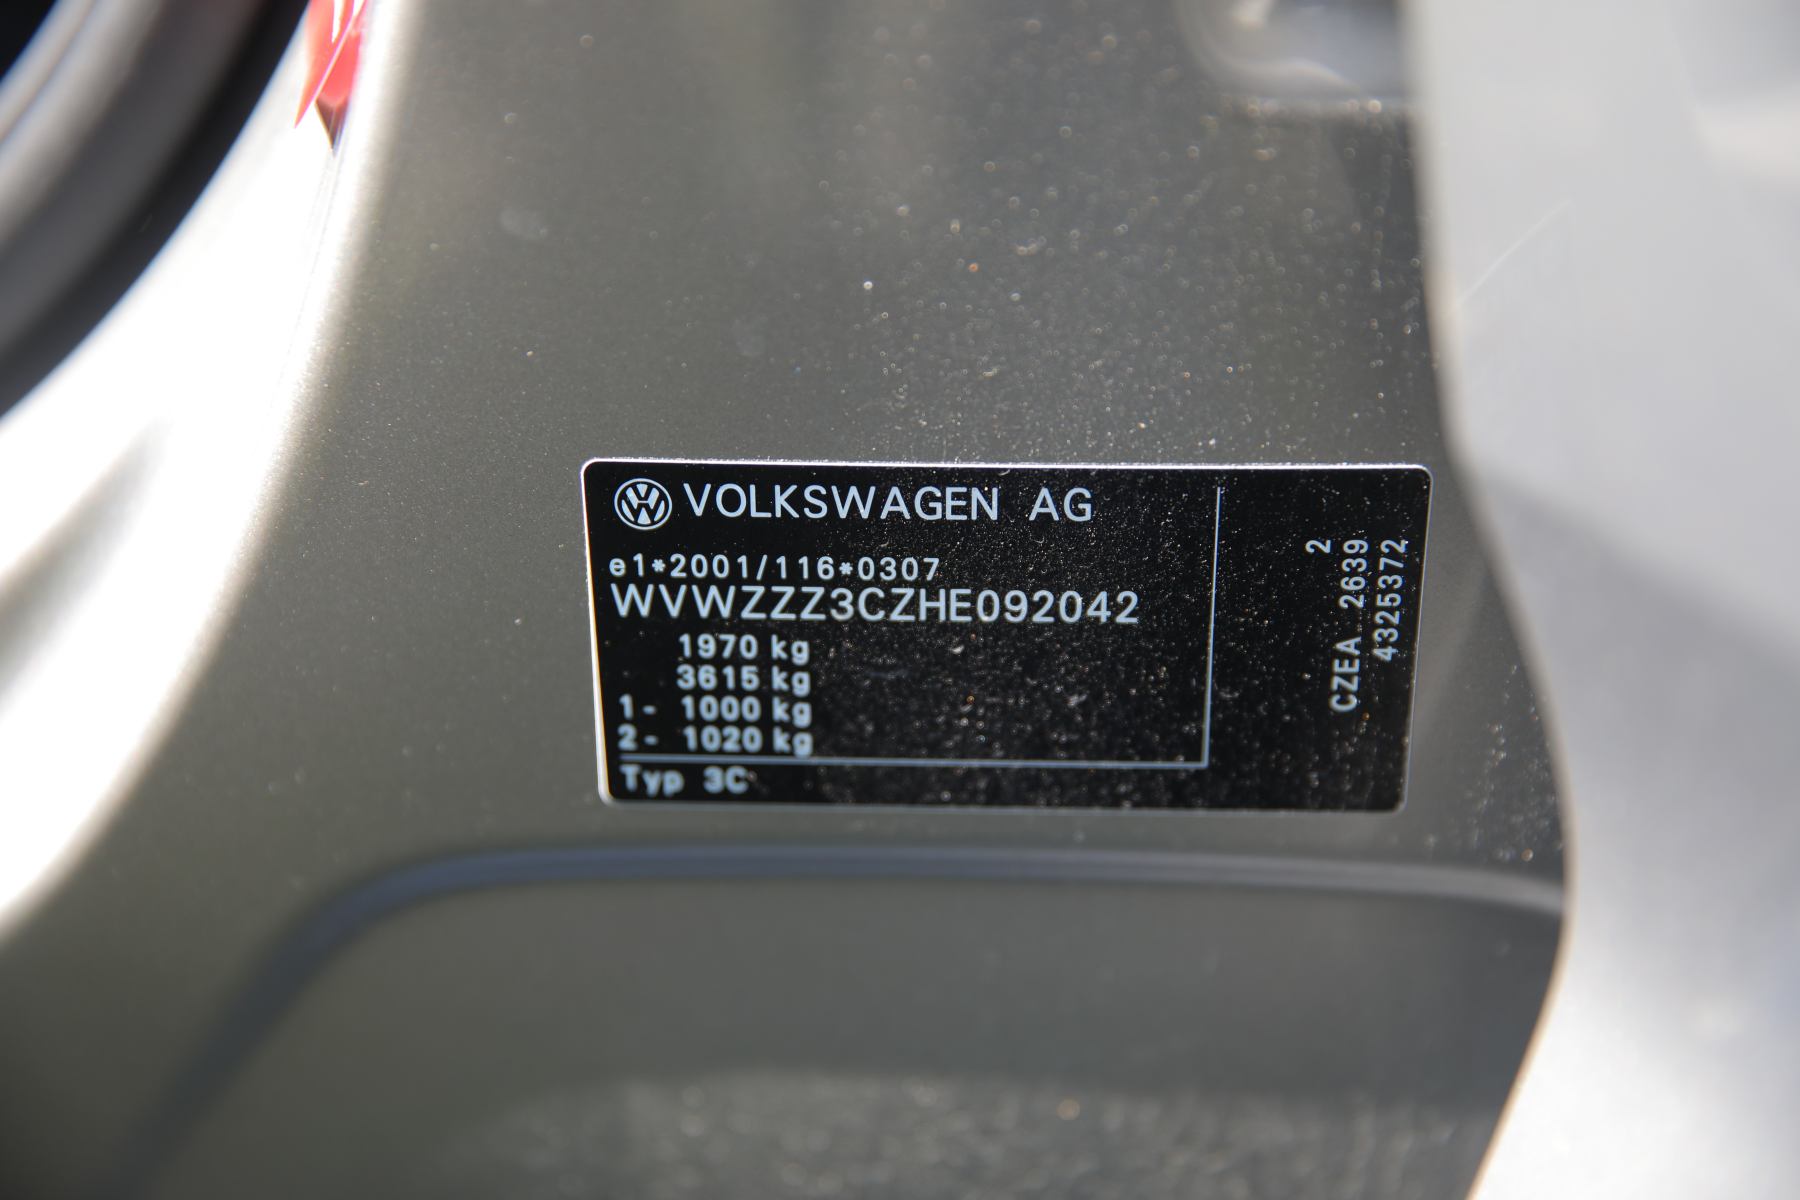 VOLKSWAGEN AG
e1*2001/116*0307
WVWZZZ3CZHE092042
1970 kg
3615 kg
1- 1000 kg
2- 1020 kg
Typ 3C
2
CZEA 2639
4325372